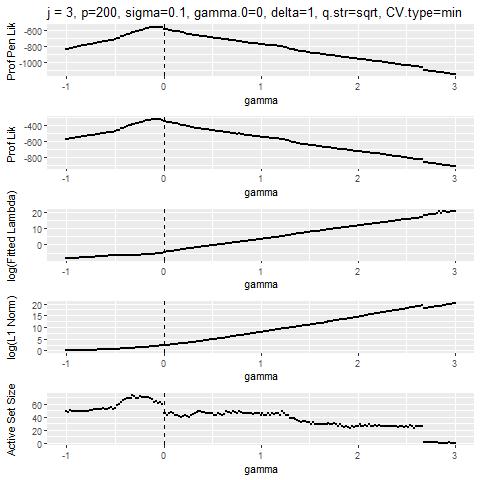 j = 3, p=200, sigma=0.1, gamma.0=0, delta=1, q.str=sqrt, CV.type=min
Prof Pen Lik
-600
-800
-1000
-1 0 1 2 3
gamma
Prof Lik
-400
-600
-800
-1 0 1 2 3
gamma
log(Fitted Lambda)
20
10
0
-1 0 1 2 3
gamma
log(L1 Norm)
20
15
10
5
0
-1 0 1 2 3
gamma
Active Set Size
60
40
20
0
-1 0 1 2 3
gamma